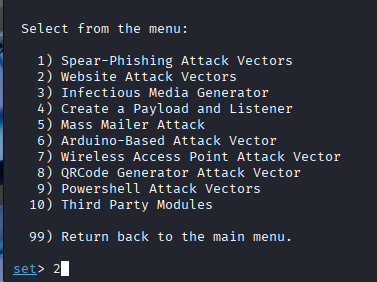 Select from the menu:
1) Spear-Phishing Attack Vectors
2) Website Attack Vectors
3) Infectious Media Generator
4) Create a Payload and Listener
5) Mass Mailer Attack
6) Arduino-Based Attack Vector
7) Wireless Access Point Attack Vector
8) QRCode Generator Attack Vector
9) Powershell Attack Vectors
10) Third Party Modules
99) Return back to the main menu.
set> 2